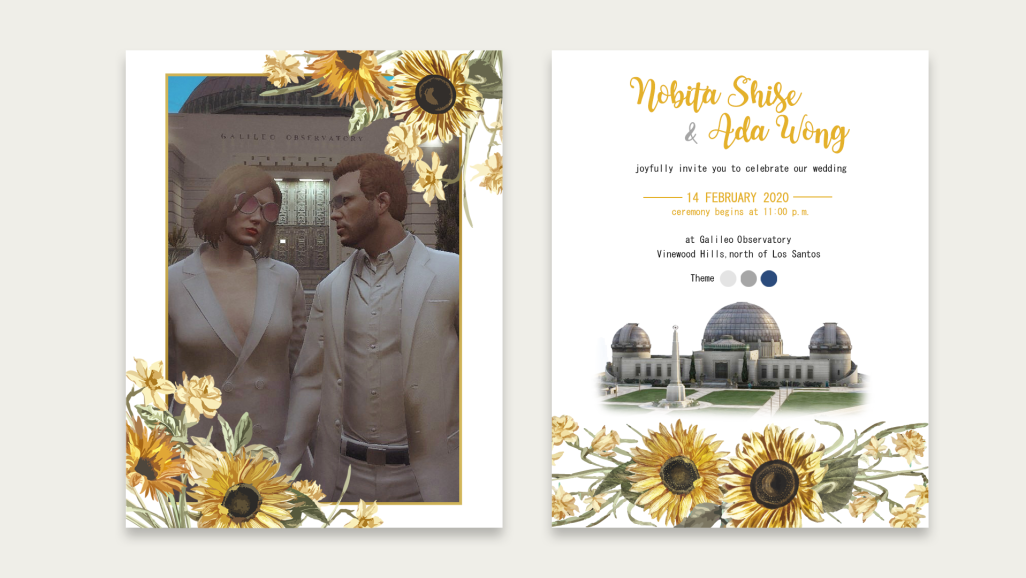 GALILEO OBSERVATORY
Nobita Shise
& Ada Wong
joyfully invite you to celebrate our wedding
14 FEBRUARY 2020
ceremony begins at 11:00 p.m.
at Galileo Observatory
Vinewood Hills, north of Los Santos
Theme